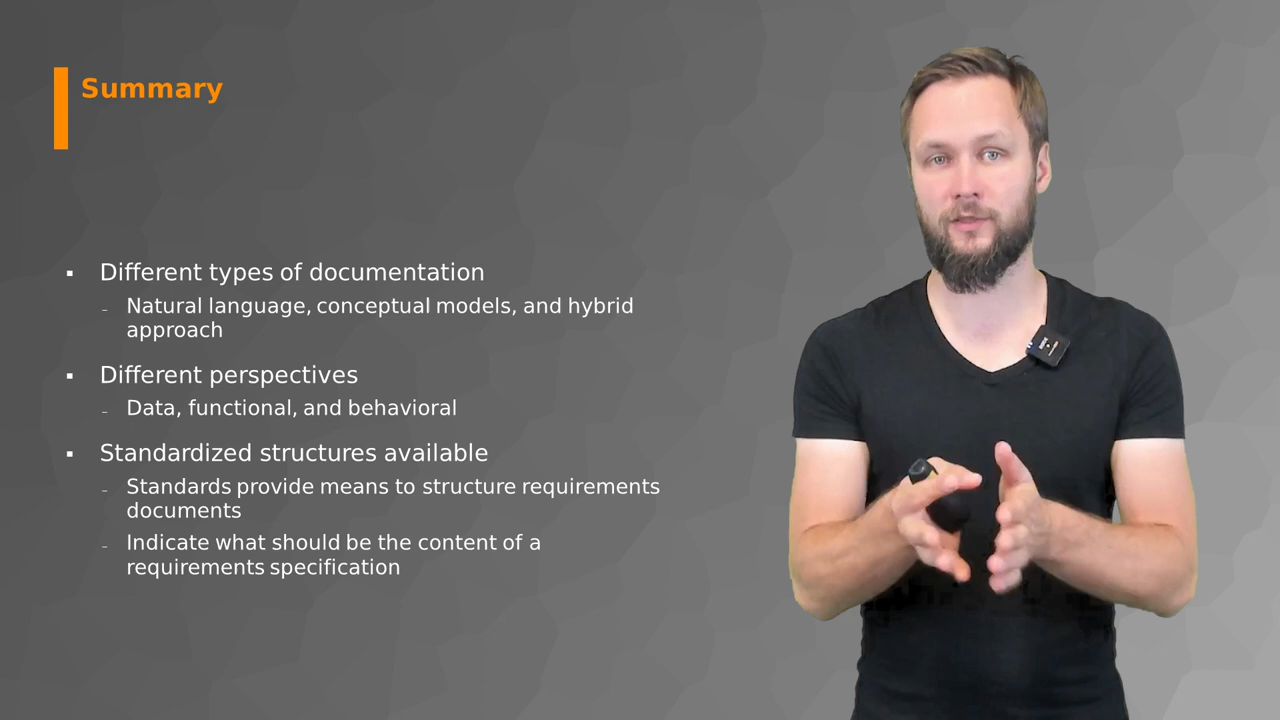 Summary
▪ Different types of documentation
– Natural language, conceptual models, and hybrid
approach
▪ Different perspectives
– Data, functional, and behavioral
▪ Standardized structures available
– Standards provide means to structure requirements
documents
– Indicate what should be the content of a
requirements specification